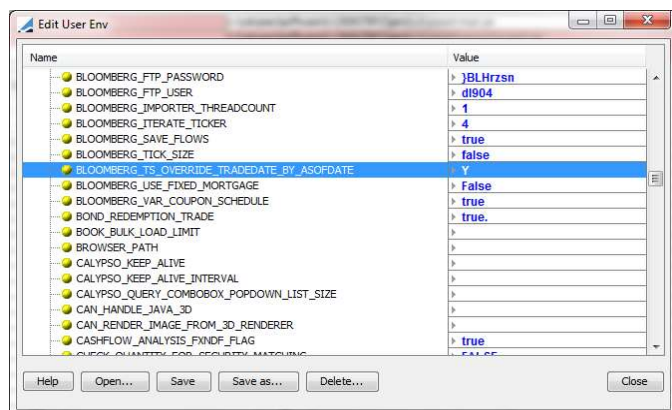 Edit User Env
Name Value
BLOOMBERG_FTP_PASSWORD }BLHrzsn
BLOOMBERG_FTP_USER dl904
BLOOMBERG_IMPORTER_THREADCOUNT 1
BLOOMBERG_ITERATE_TICKER 4
BLOOMBERG_SAVE_FLOWS true
BLOOMBERG_TICK_SIZE false
BLOOMBERG_TS_OVERRIDE_TRADEDATE_BY_ASOFDATE Y
BLOOMBERG_USE_FIXED_MORTGAGE False
BLOOMBERG_VAR_COUPON_SCHEDULE true
BOND_REDEMPTION_TRADE true.
BOOK_BULK_LOAD_LIMIT
BROWSER_PATH
CALYPSO_KEEP_ALIVE
CALYPSO_KEEP_ALIVE_INTERVAL
CALYPSO_QUERY_COMBOBOX_POPDOWN_LIST_SIZE
CAN_HANDLE_JAVA_3D
CAN_RENDER_IMAGE_FROM_3D_RENDERER
CASHFLOW_ANALYSIS_FXNDF_FLAG true
CHECK_QUANTITY_FOR_SECURITY_MATCHING FALSE
Help Open... Save Save as... Delete... Close